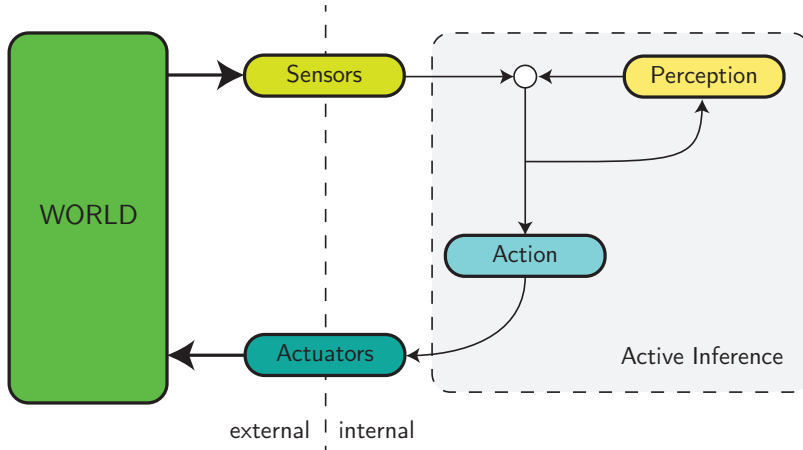 Sensors
Perception
WORLD
Action
Actuators
Active Inference
external
internal